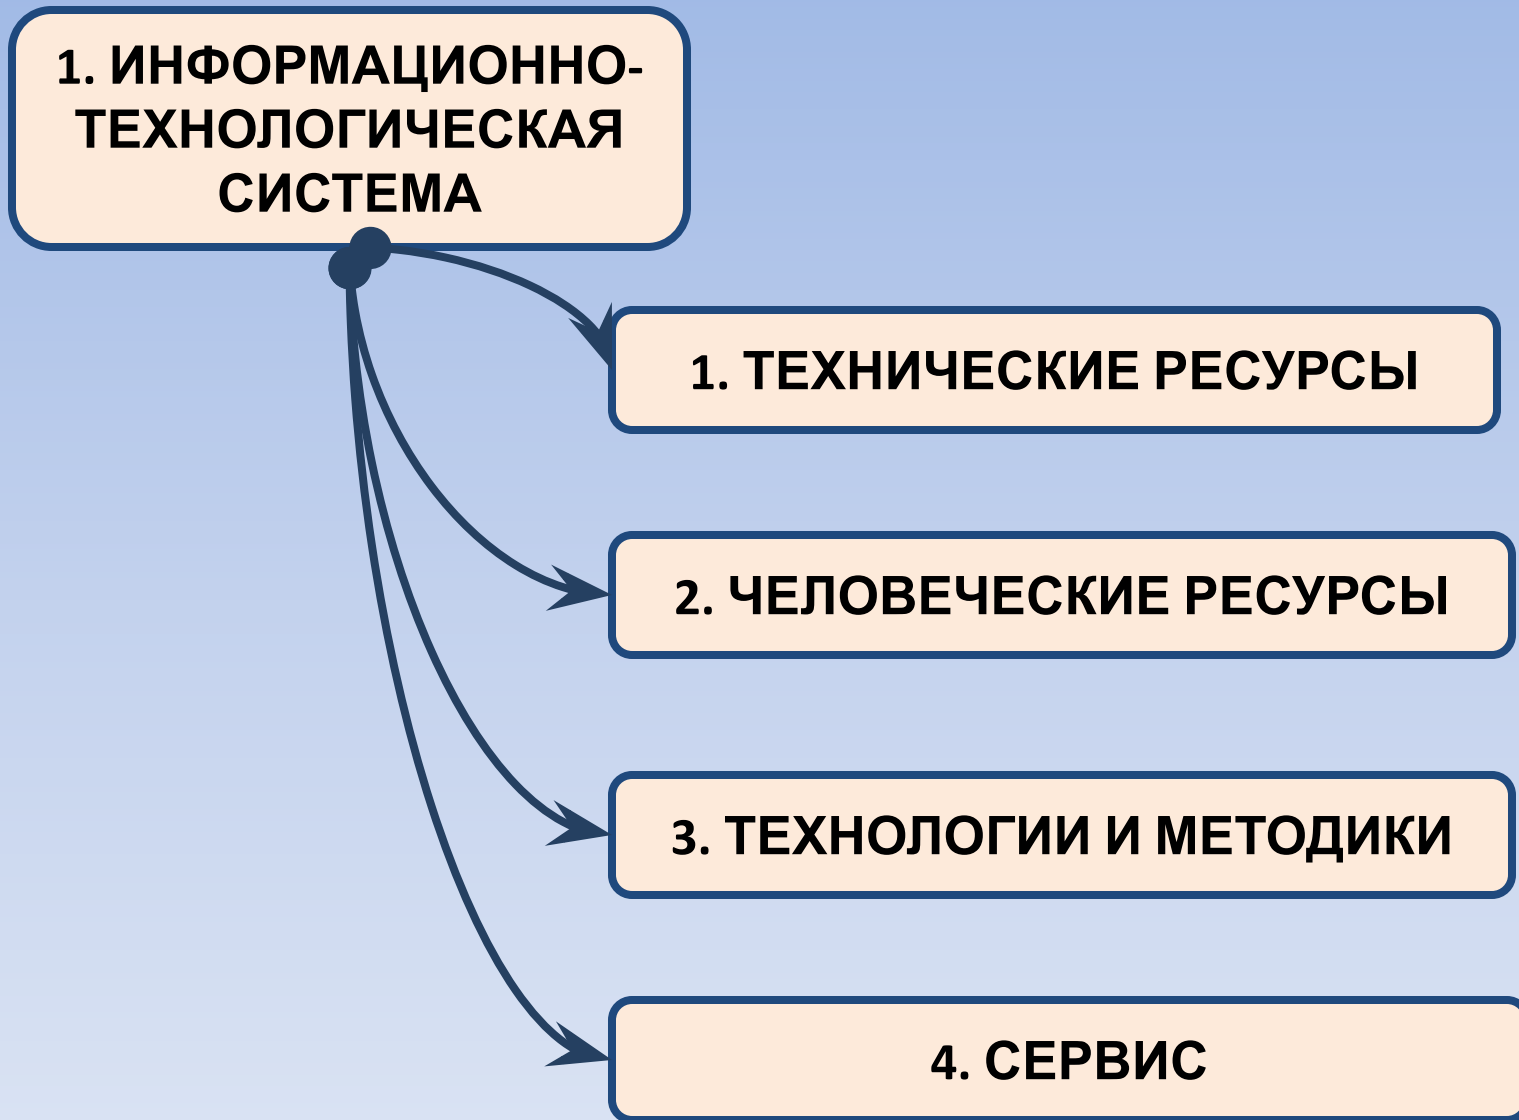 1. ИНФОРМАЦИОННО-
ТЕХНОЛОГИЧЕСКАЯ
СИСТЕМА
1. ТЕХНИЧЕСКИЕ РЕСУРСЫ
2. ЧЕЛОВЕЧЕСКИЕ РЕСУРСЫ
3. ТЕХНОЛОГИИ И МЕТОДИКИ
4. СЕРВИС